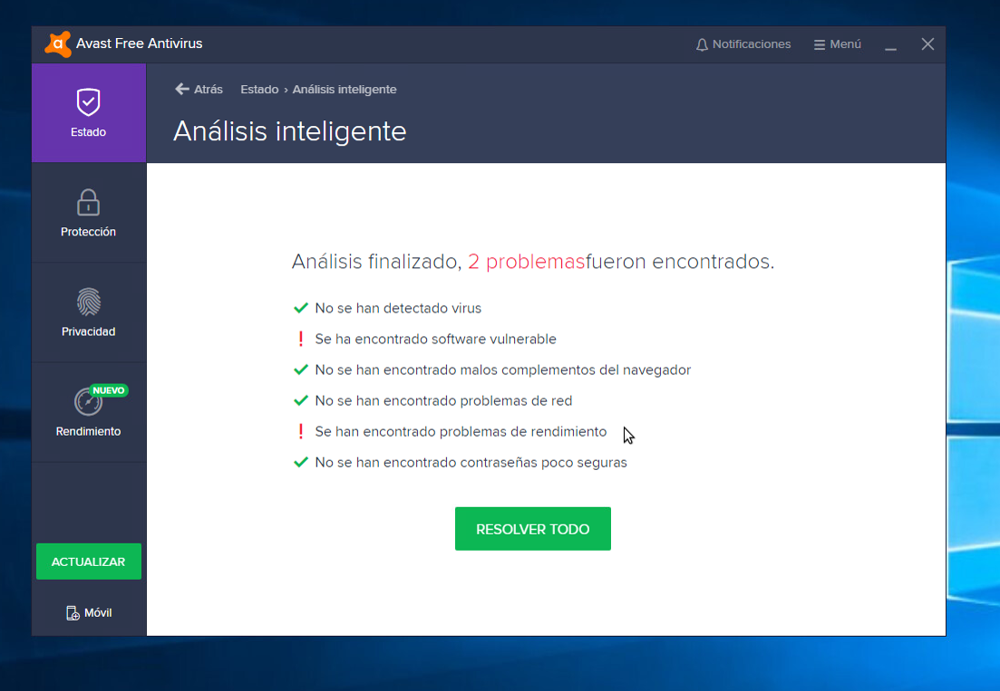 Avast Free Antivirus
Notificaciones
Menú
Estado
Atrás Estado › Análisis inteligente
Análisis inteligente
Protección
Privacidad
NUEVO
Rendimiento
ACTUALIZAR
Móvil
Análisis finalizado, 2 problemasfueron encontrados.
No se han detectado virus
Se ha encontrado software vulnerable
No se han encontrado malos complementos del navegador
No se han encontrado problemas de red
Se han encontrado problemas de rendimiento
No se han encontrado contraseñas poco seguras
RESOLVER TODO